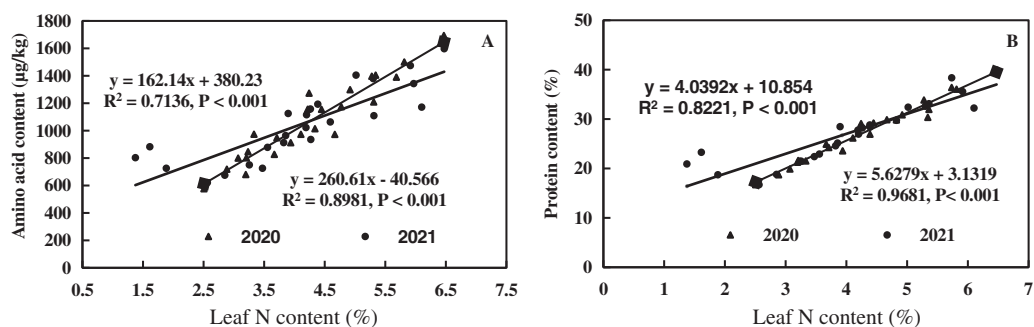 A
Amino acid content (μg/kg)
1800
1600
1400
1200
1000
800
600
400
200
0
y = 162.14x + 380.23
R² = 0.7136, P < 0.001
y = 260.61x - 40.566
R² = 0.8981, P < 0.001
2020
2021
0.5
1.5
2.5
3.5
4.5
5.5
6.5
7.5
Leaf N content (%)
B
Protein content (%)
50
40
30
20
10
0
y = 4.0392x + 10.854
R² = 0.8221, P < 0.001
y = 5.6279x + 3.1319
R² = 0.9681, P< 0.001
2020
2021
0
1
2
3
4
5
6
7
Leaf N content (%)